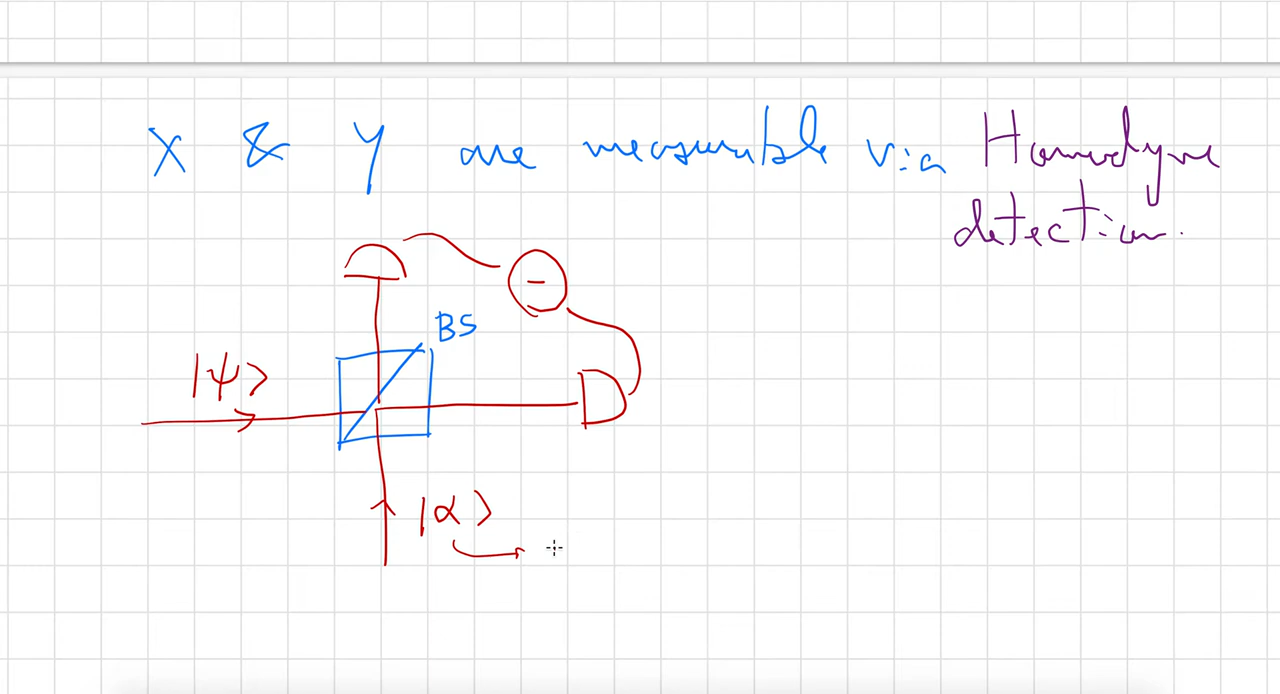 X & Y are measurable via Homodyne
detection.
−
BS
|ψ>
D
|α>